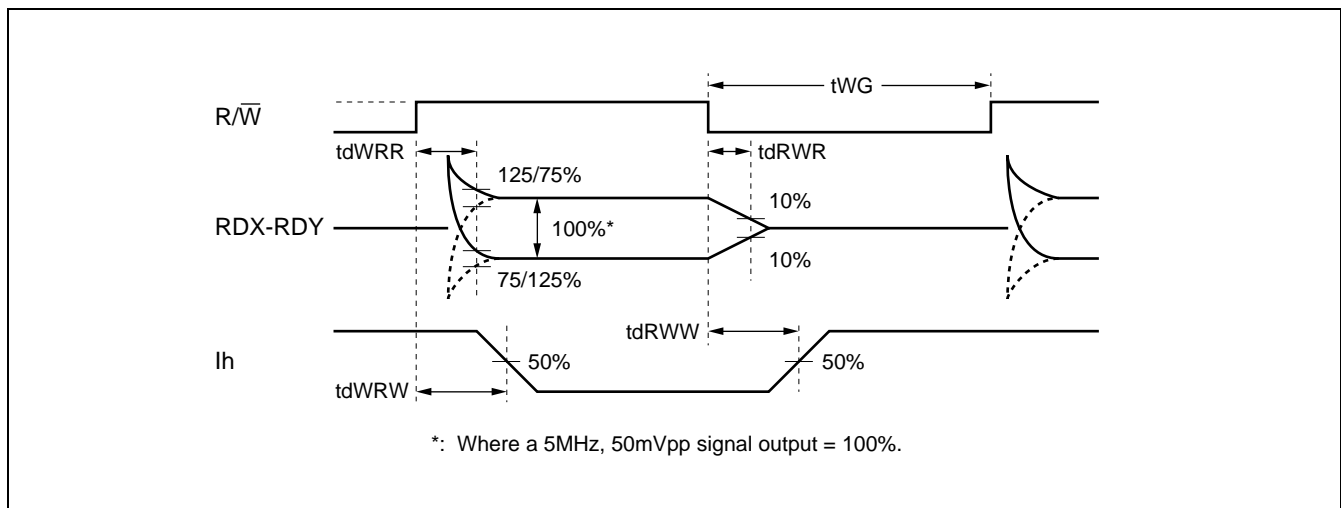 tWG
R/W̅
tdWRR
tdRWR
125/75%
10%
RDX-RDY
100%*
10%
75/125%
tdRWW
Ih
50%
50%
tdWRW
*: Where a 5MHz, 50mVpp signal output = 100%.